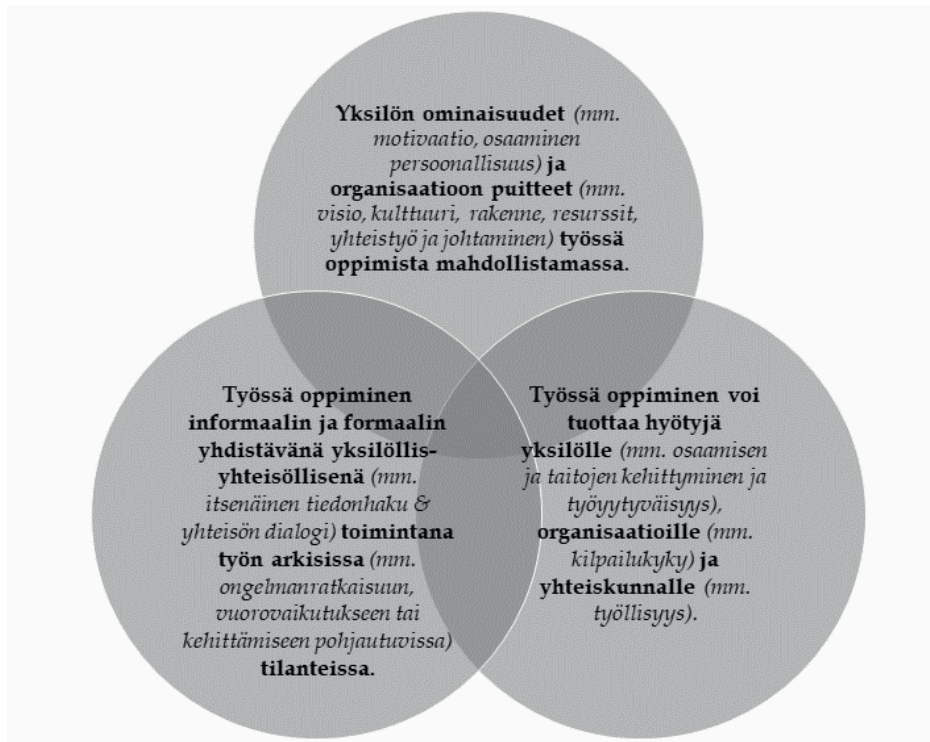 Yksilön ominaisuudet (mm.
motivaatio, osaaminen
persoonallisuus) ja
organisaatioon puitteet (mm.
visio, kulttuuri, rakenne, resurssit,
yhteistyö ja johtaminen) työssä
oppimista mahdollistamassa.
Työssä oppiminen
informaalin ja formaalin
yhdistävänä yksilöllis-
yhteisöllisenä (mm.
itsenäinen tiedonhaku &
yhteisön dialogi) toimintana
työn arkisissa (mm.
ongelmanratkaisuun,
vuorovaikutukseen tai
kehittämiseen pohjautuvissa)
tilanteissa.
Työssä oppiminen voi
tuottaa hyötyjä
yksilölle (mm. osaamisen
ja taitojen kehittyminen ja
työyytyväisyys),
organisaatioille (mm.
kilpailukyky) ja
yhteiskunnalle (mm.
työllisyys).